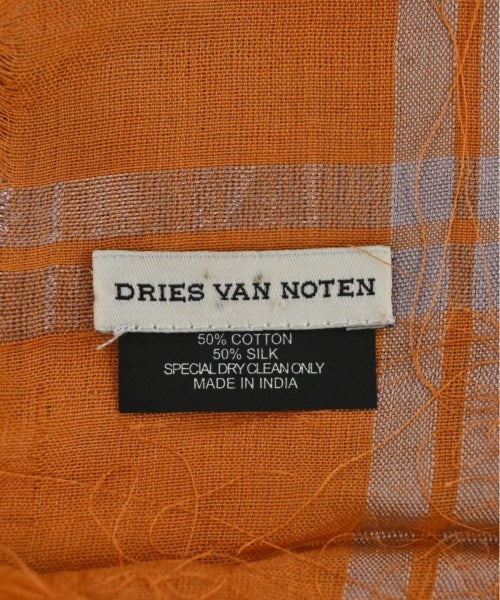 DRIES VAN NOTEN
50% COTTON
50% SILK
SPECIAL DRY CLEAN ONLY
MADE IN INDIA